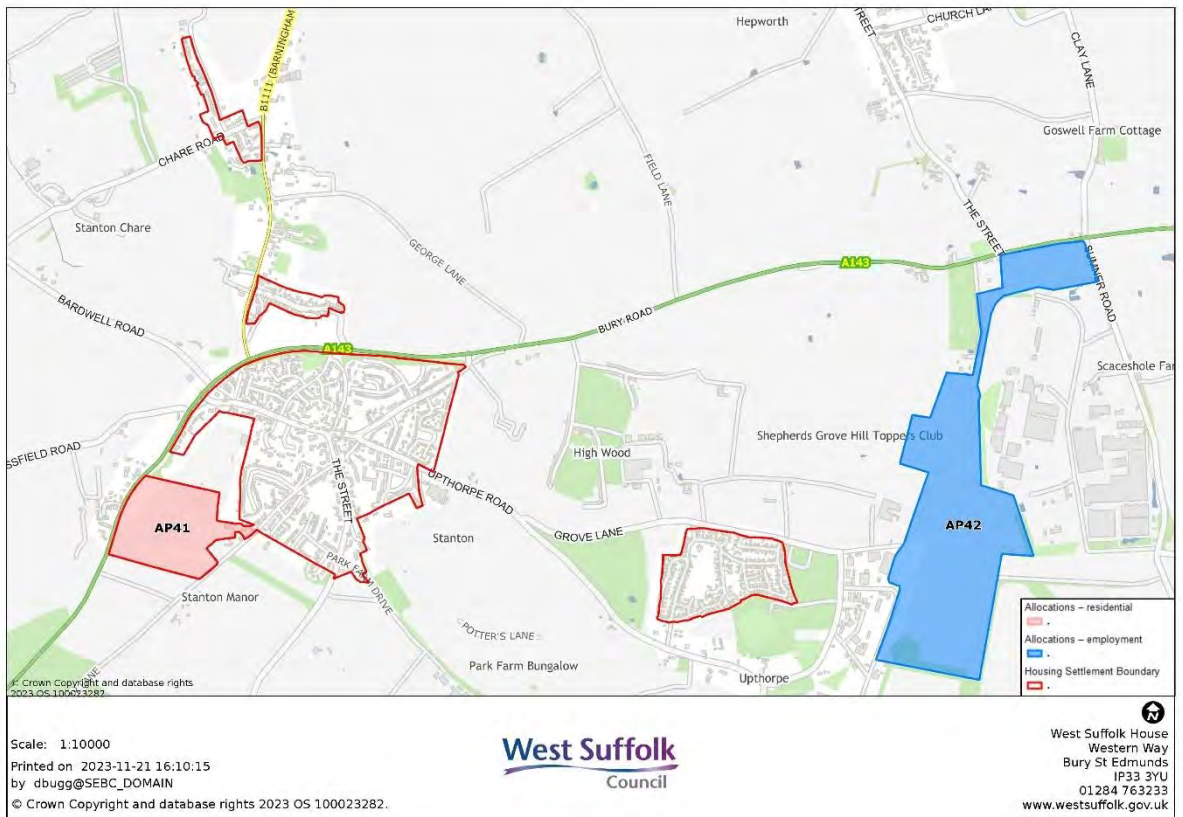 Hepworth
THE STREET
CHURCH LA
CLAY LANE
B1111 (BARNINGHAM
Goswell Farm Cottage
CHARE ROAD
FIELD LANE
Stanton Chare
THE STREET
GEORGE LANE
A143
SUMNER ROAD
BARDWELL ROAD
BURY ROAD
A143
Scaceshole Far
Shepherds Grove Hill Toppers Club
SSFIELD ROAD
High Wood
THE STREET
UPTHORPE ROAD
AP41
AP42
GROVE LANE
Stanton
PARK FARM DRIVE
Stanton Manor
Allocations – residential
Allocations – employment
Housing Settlement Boundary
POTTER'S LANE
Park Farm Bungalow
Upthorpe
LANE
© Crown Copyright and database rights
2023 OS 100023282.
N
Scale: 1:10000
Printed on 2023-11-21 16:10:15
by dbugg@SEBC_DOMAIN
© Crown Copyright and database rights 2023 OS 100023282.
West Suffolk
Council
West Suffolk House
Western Way
Bury St Edmunds
IP33 3YU
01284 763233
www.westsuffolk.gov.uk